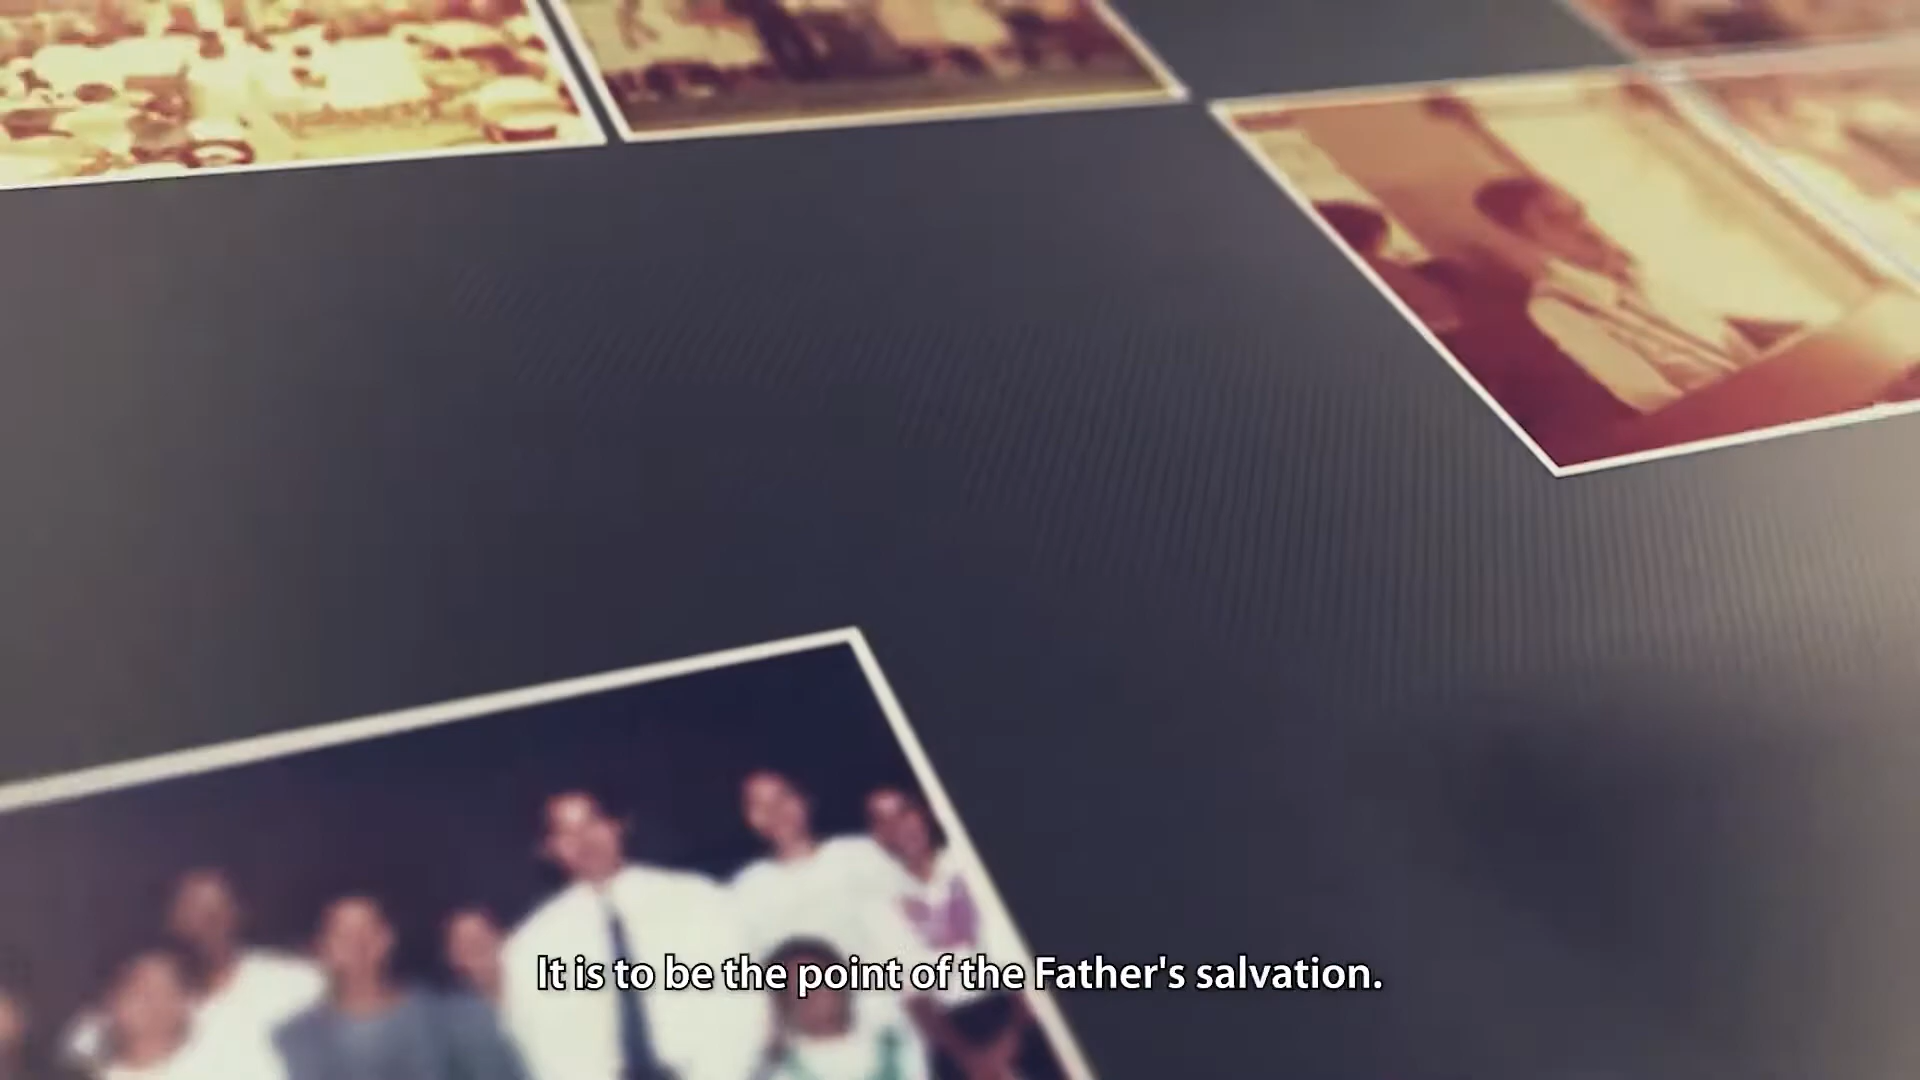 It is to be the point of the Father's salvation.